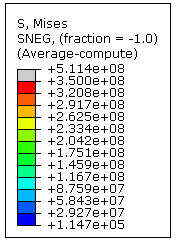 S, Mises
SNEG, (fraction = -1.0)
(Average-compute)
+5.114e+08
+3.500e+08
+3.208e+08
+2.917e+08
+2.625e+08
+2.334e+08
+2.042e+08
+1.751e+08
+1.459e+08
+1.167e+08
+8.759e+07
+5.843e+07
+2.927e+07
+1.147e+05